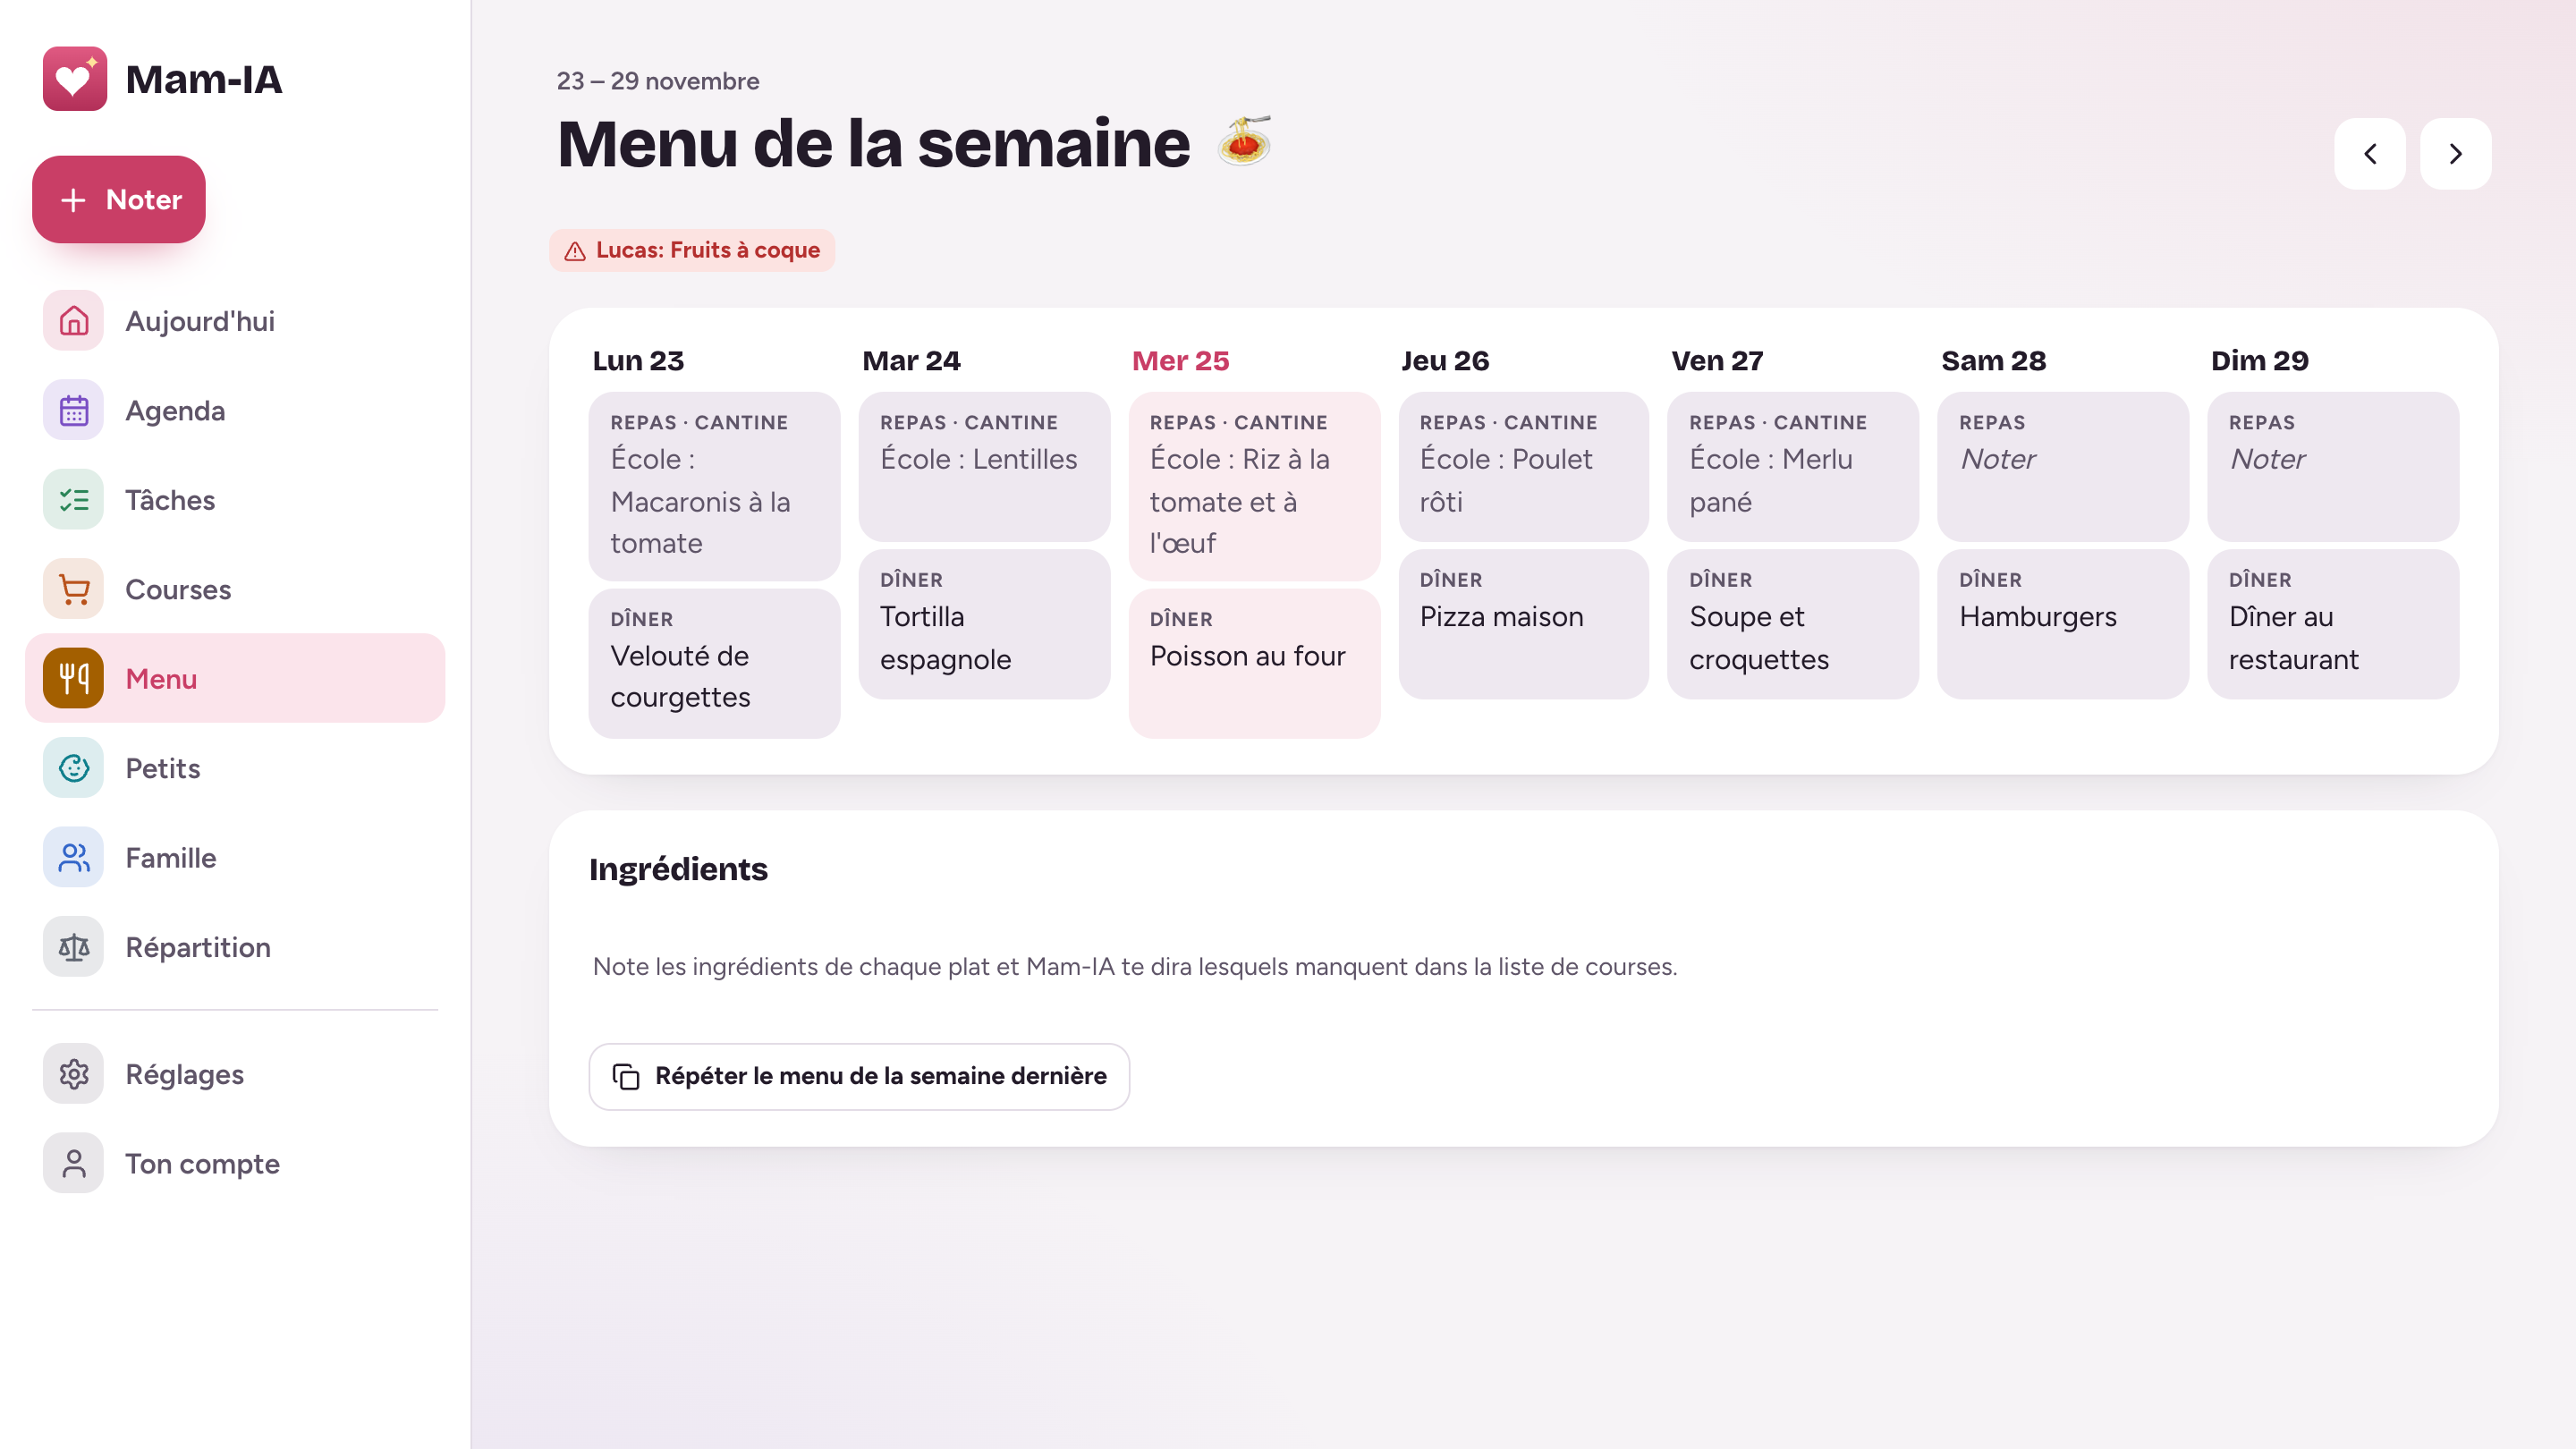 Mam-IA
Noter
Aujourd'hui
Agenda
Tâches
Courses
Menu
Petits
Famille
Répartition
Réglages
Ton compte
23 – 29 novembre
Menu de la semaine
Lucas: Fruits à coque
Lun 23
REPAS · CANTINE
École :
Macaronis à la
tomate
DÎNER
Velouté de
courgettes
Mar 24
REPAS · CANTINE
École : Lentilles
DÎNER
Tortilla
espagnole
Mer 25
REPAS · CANTINE
École : Riz à la
tomate et à
l'œuf
DÎNER
Poisson au four
Jeu 26
REPAS · CANTINE
École : Poulet
rôti
DÎNER
Pizza maison
Ven 27
REPAS · CANTINE
École : Merlu
pané
DÎNER
Soupe et
croquettes
Sam 28
REPAS
Noter
DÎNER
Hamburgers
Dim 29
REPAS
Noter
DÎNER
Dîner au
restaurant
Ingrédients
Note les ingrédients de chaque plat et Mam-IA te dira lesquels manquent dans la liste de courses.
Répéter le menu de la semaine dernière